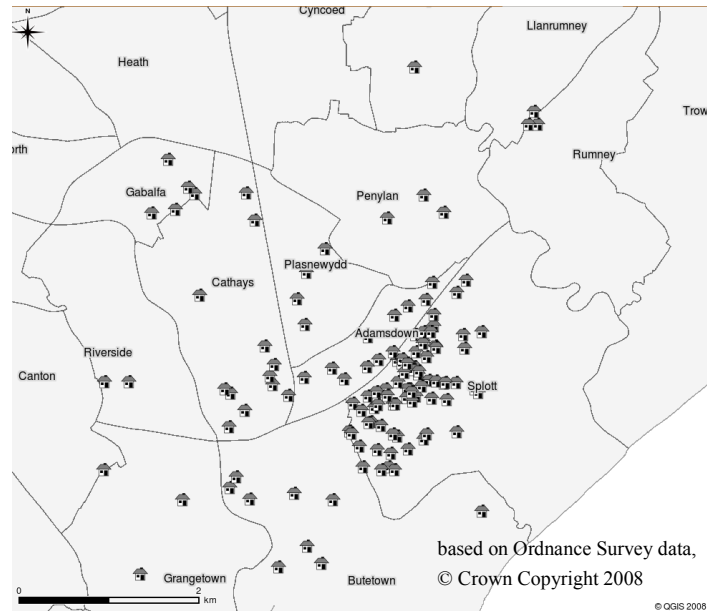 N
Cyncoed
Llanrumney
Heath
Trow
orth
Rumney
Gabalfa
Penylan
Plasnewydd
Cathays
Adamsdown
Riverside
Canton
Splott
based on Ordnance Survey data,
© Crown Copyright 2008
Grangetown
Butetown
0 2
km
© QGIS 2008